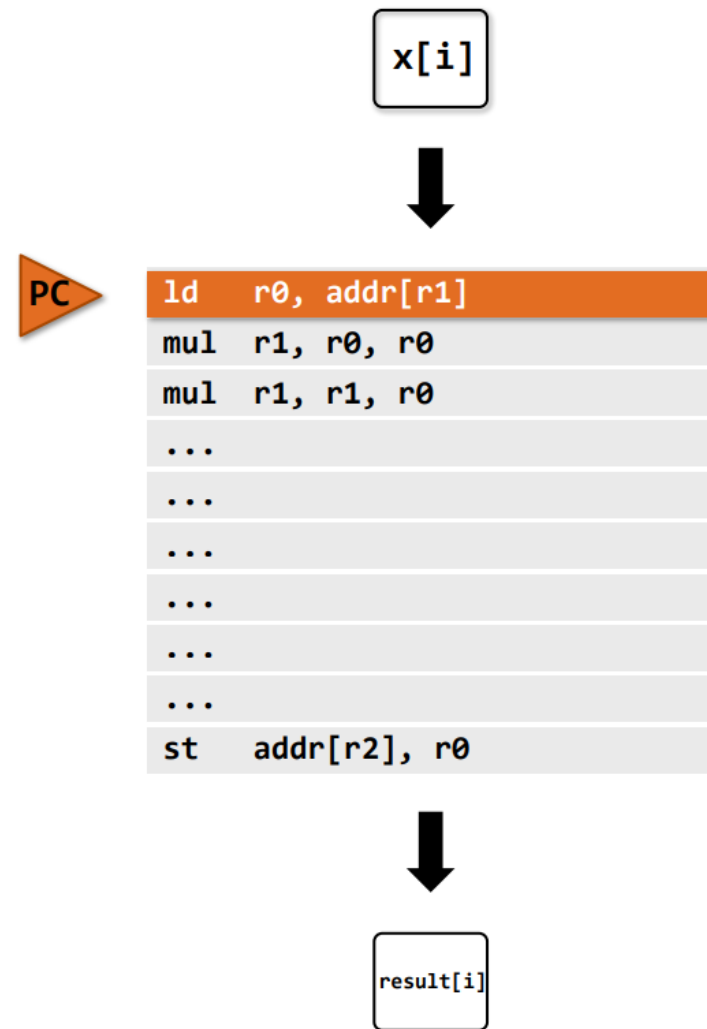 x[i]
PC
ld r0, addr[r1]
mul r1, r0, r0
mul r1, r1, r0
...
...
...
...
...
...
st addr[r2], r0
result[i]